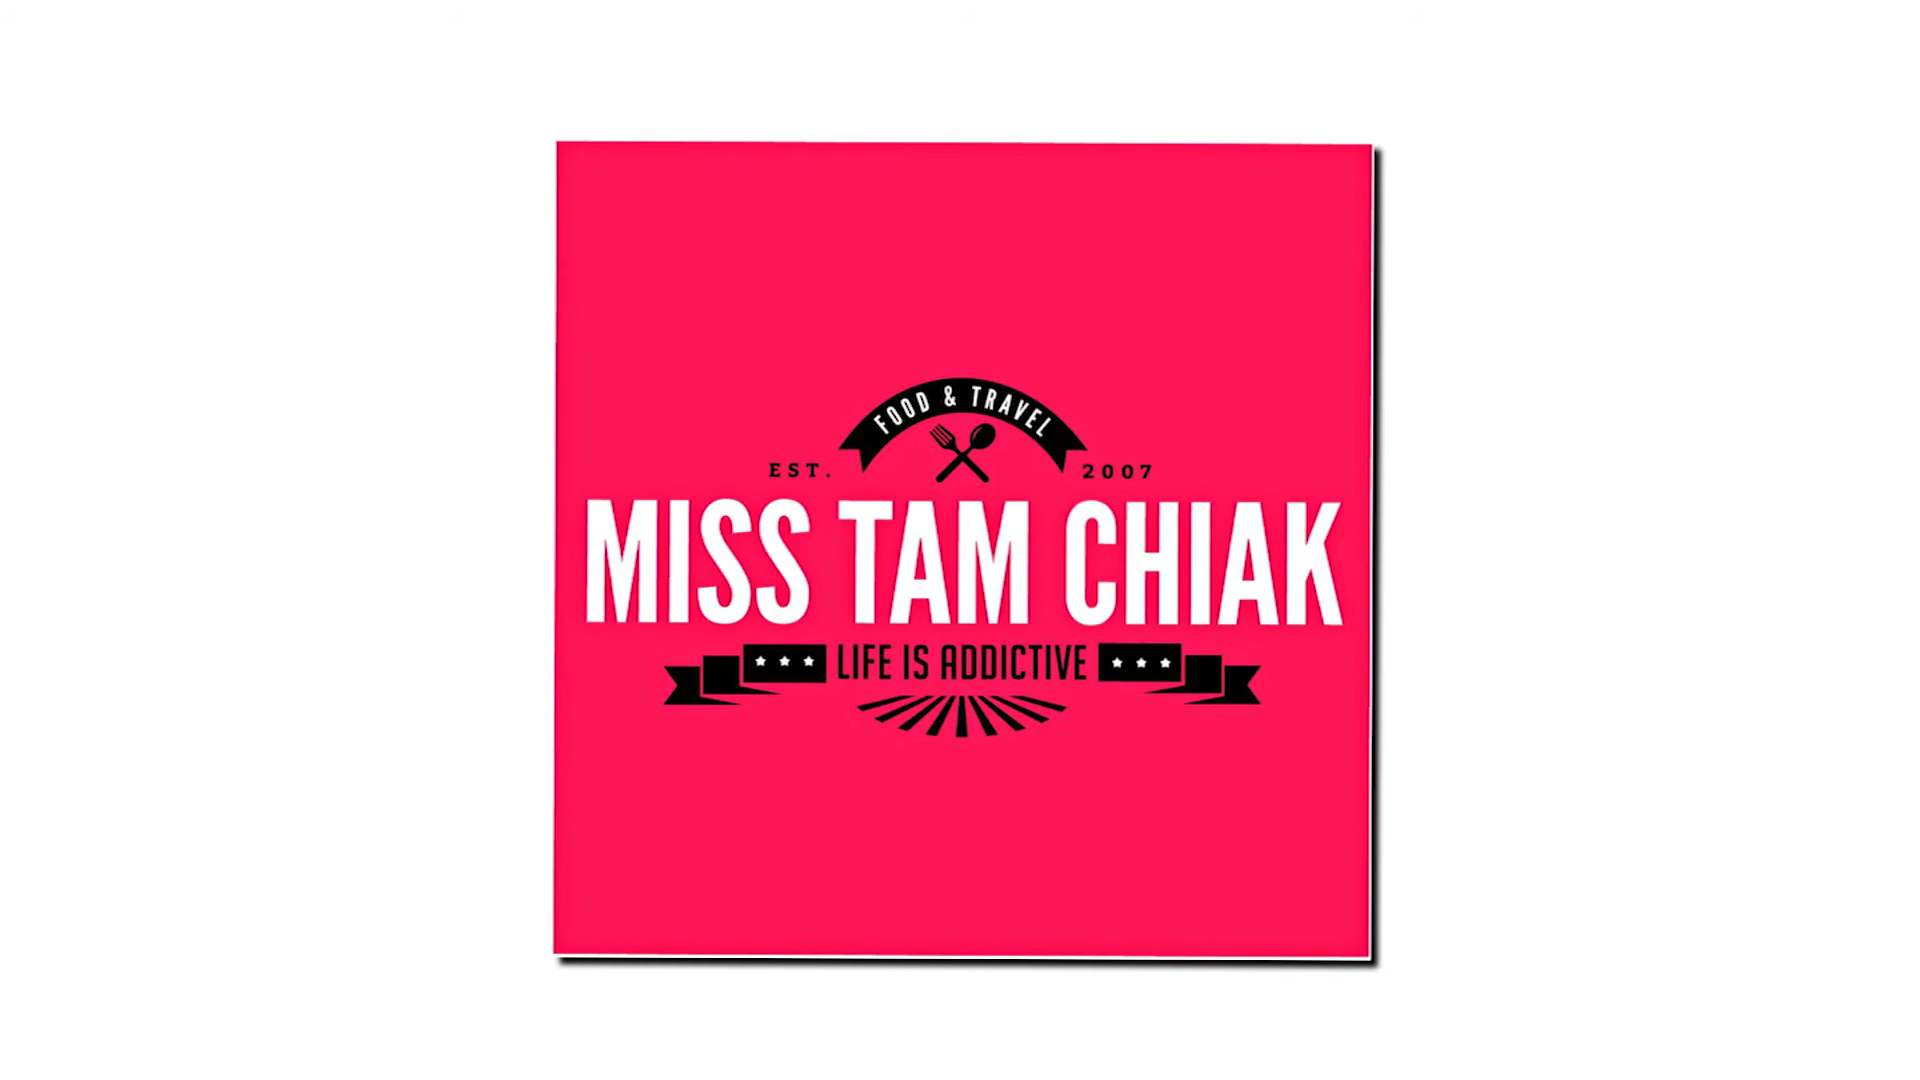 FOOD & TRAVEL
EST. 2007
MISS TAM CHIAK
LIFE IS ADDICTIVE